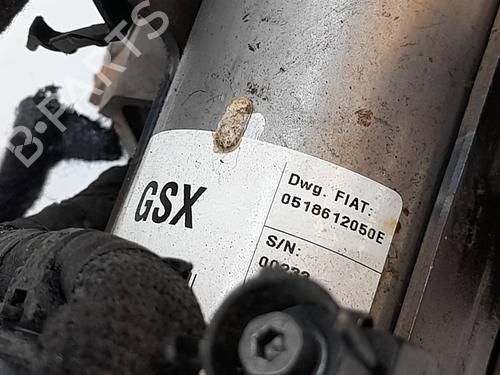 B-PARTS
GSX
Dwg. FIAT:
0518612050E
S/N: